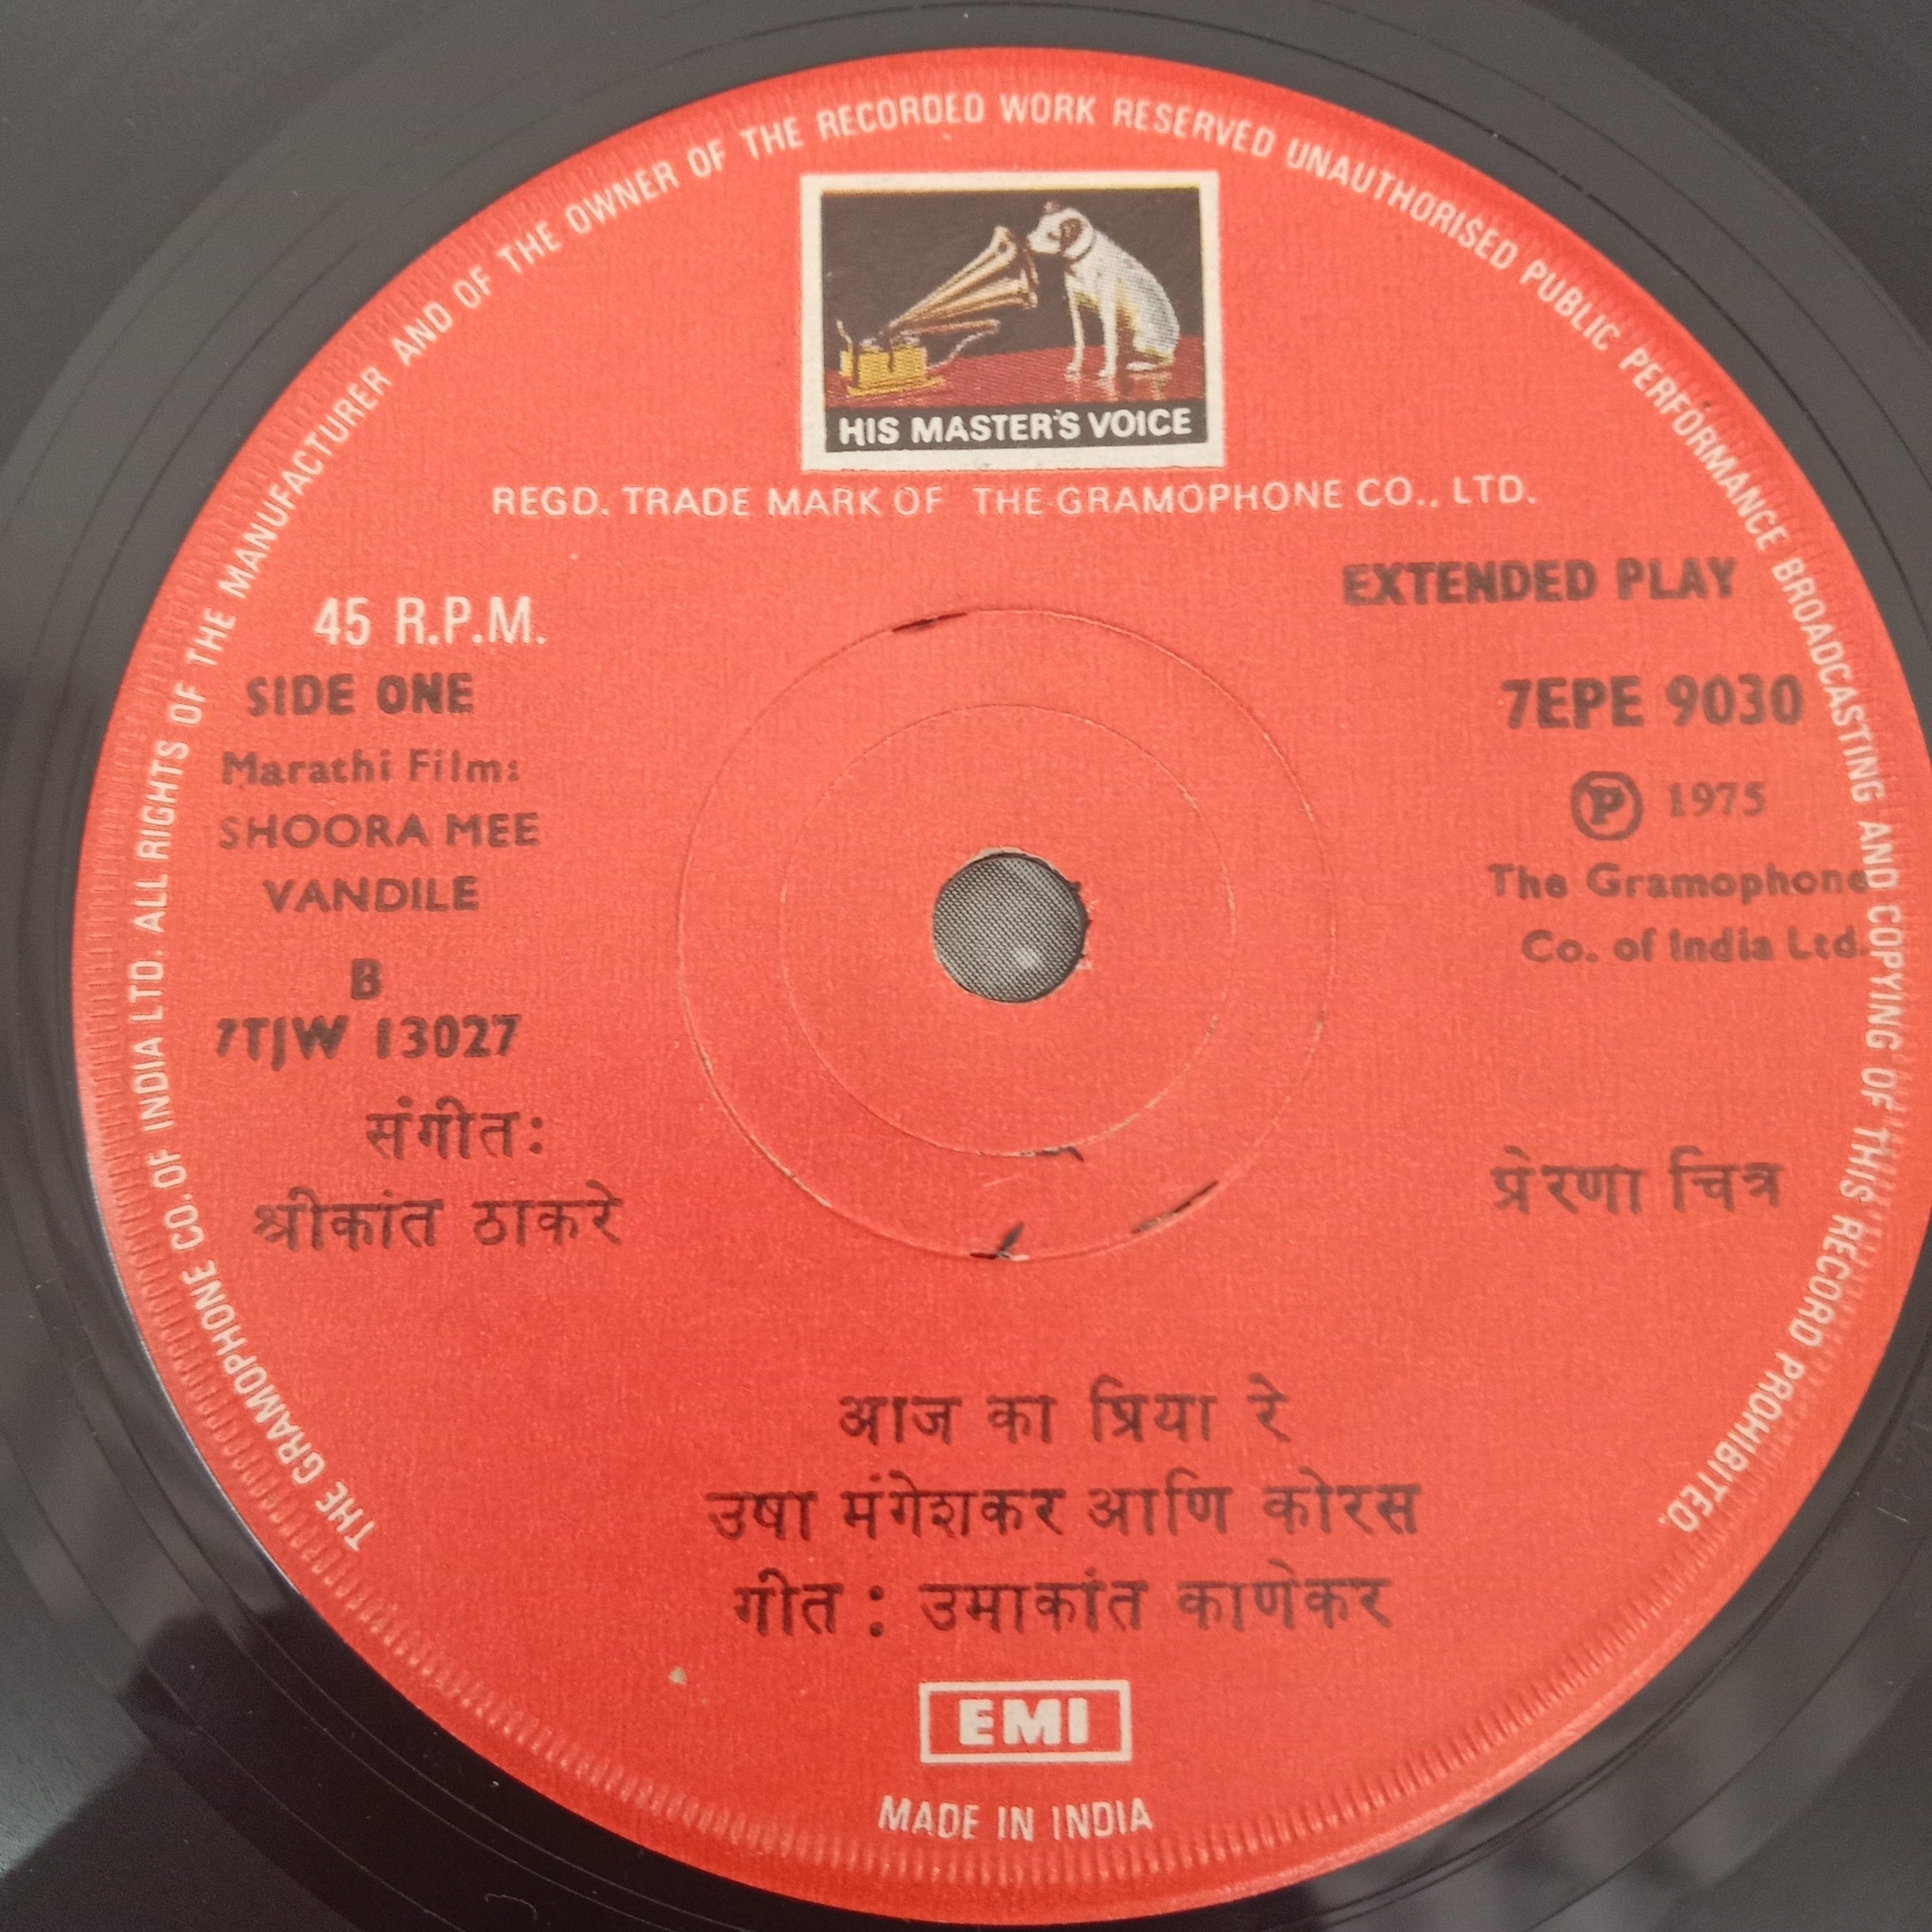 THE GRAMOPHONE CO. OF INDIA LTD. ALL RIGHTS OF THE MANUFACTURER AND OF THE OWNER OF THE RECORDED WORK RESERVED UNAUTHORISED PUBLIC PERFORMANCE BROADCASTING AND COPYING OF THIS RECORD PROHIBITED.
HIS MASTER'S VOICE
REGD. TRADE MARK OF THE GRAMOPHONE CO., LTD.
45 R.P.M.
SIDE ONE
Marathi Film:
SHOORA MEE
VANDILE
B
7TJW 13027
संगीत:
श्रीकांत ठाकरे
EXTENDED PLAY
7EPE 9030
Ⓟ 1975
The Gramophone
Co. of India Ltd.
प्रेरणा चित्र
आज का प्रिया रे
उषा मंगेशकर आणि कोरस
गीत : उमाकांत काणेकर
EMI
MADE IN INDIA